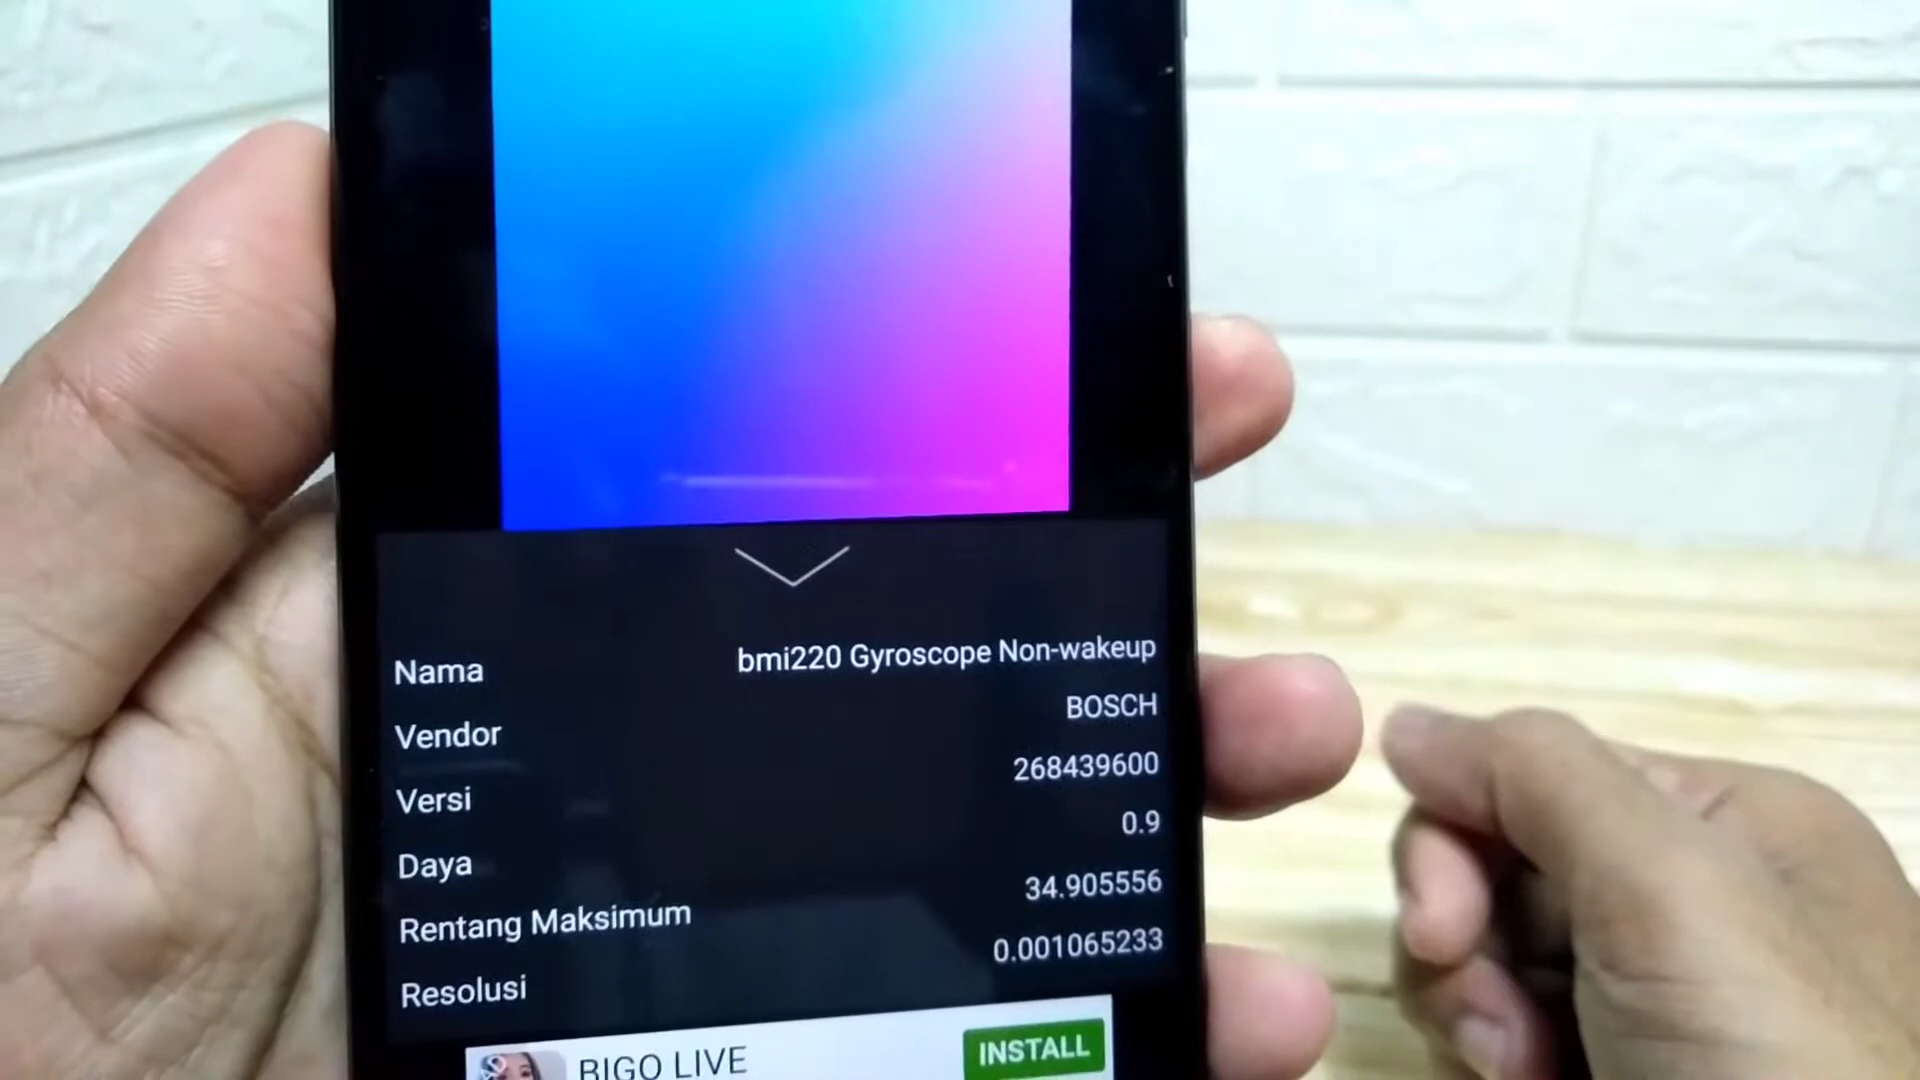 Nama bmi220 Gyroscope Non-wakeup
Vendor BOSCH
Versi 268439600
Daya 0.9
Rentang Maksimum 34.905556
Resolusi 0.001065233
BIGO LIVE INSTALL